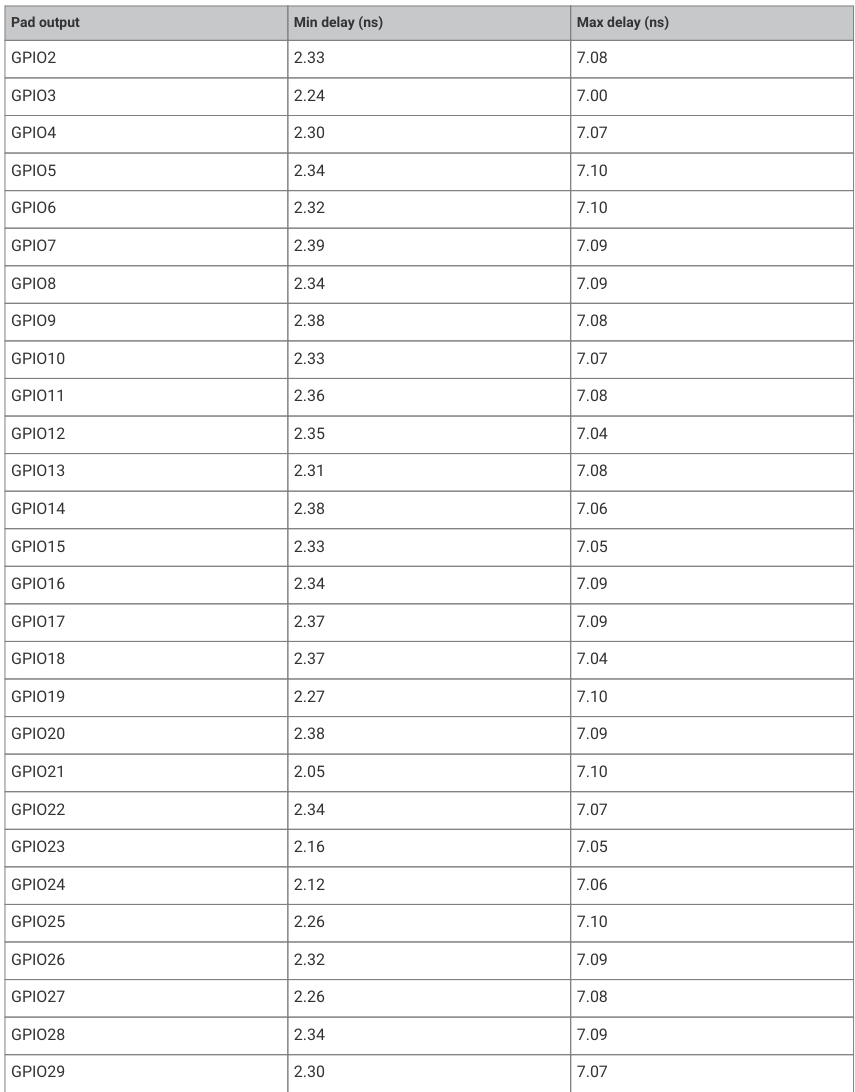 Pad output Min delay (ns) Max delay (ns)
GPIO2 2.33 7.08
GPIO3 2.24 7.00
GPIO4 2.30 7.07
GPIO5 2.34 7.10
GPIO6 2.32 7.10
GPIO7 2.39 7.09
GPIO8 2.34 7.09
GPIO9 2.38 7.08
GPIO10 2.33 7.07
GPIO11 2.36 7.08
GPIO12 2.35 7.04
GPIO13 2.31 7.08
GPIO14 2.38 7.06
GPIO15 2.33 7.05
GPIO16 2.34 7.09
GPIO17 2.37 7.09
GPIO18 2.37 7.04
GPIO19 2.27 7.10
GPIO20 2.38 7.09
GPIO21 2.05 7.10
GPIO22 2.34 7.07
GPIO23 2.16 7.05
GPIO24 2.12 7.06
GPIO25 2.26 7.10
GPIO26 2.32 7.09
GPIO27 2.26 7.08
GPIO28 2.34 7.09
GPIO29 2.30 7.07